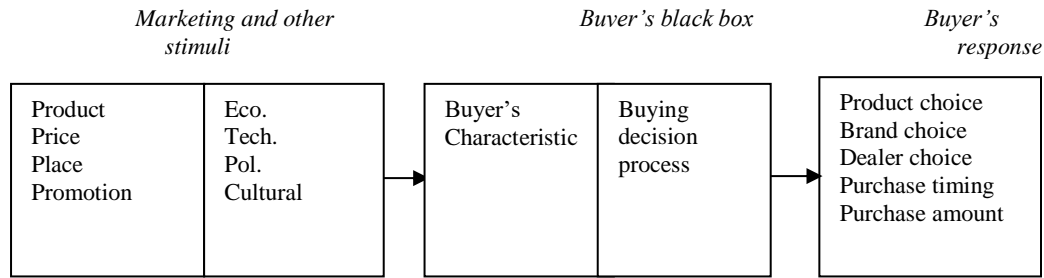 Marketing and other
stimuli
Buyer's black box
Buyer's
response
Product
Price
Place
Promotion
Eco.
Tech.
Pol.
Cultural
Buyer's
Characteristic
Buying
decision
process
Product choice
Brand choice
Dealer choice
Purchase timing
Purchase amount